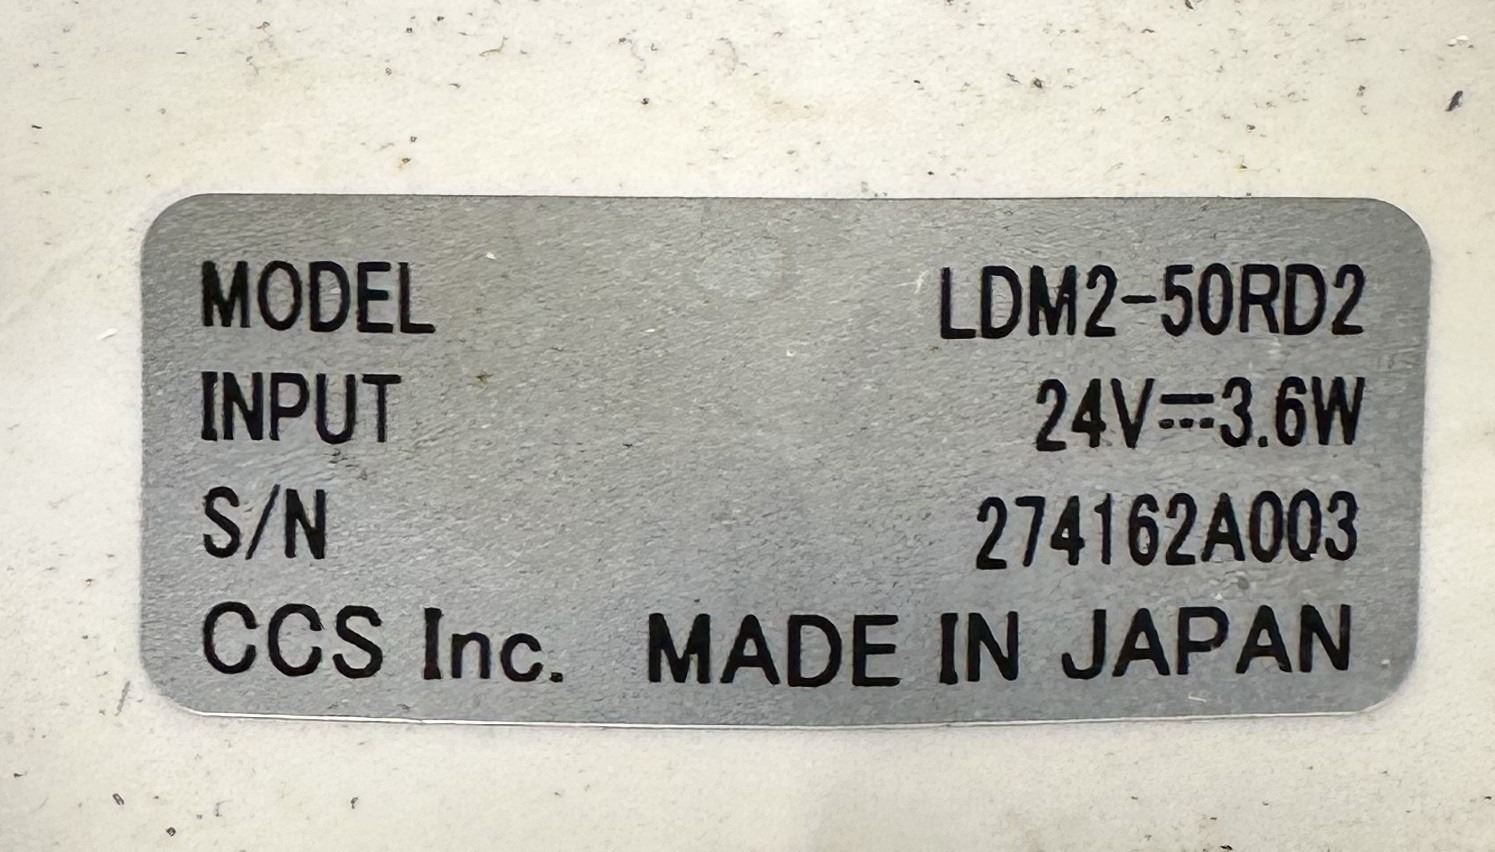 MODEL LDM2-50RD2
INPUT 24V⎓3.6W
S/N 274162A003
CCS Inc. MADE IN JAPAN